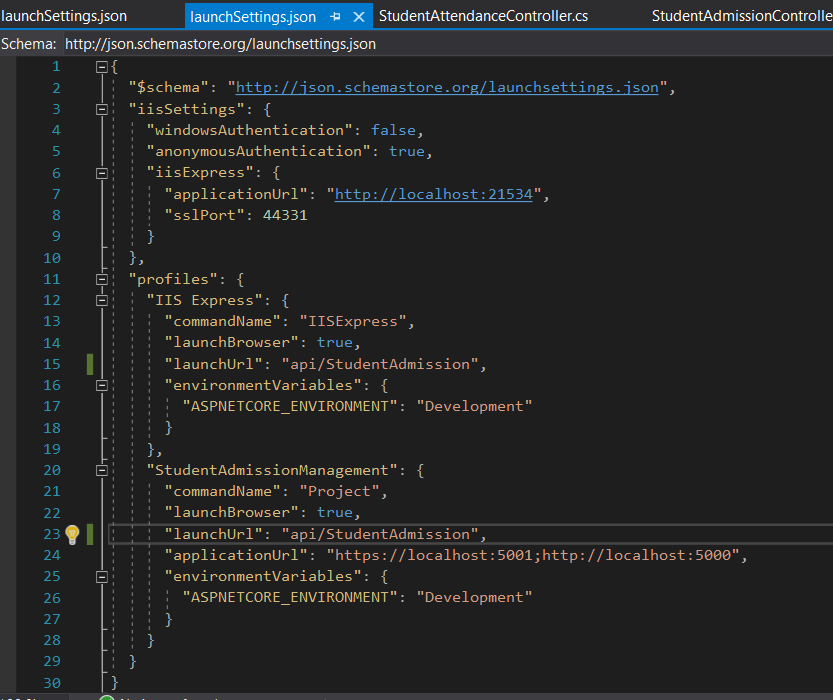 launchSettings.json launchSettings.json StudentAttendanceController.cs StudentAdmissionControlle
Schema: http://json.schemastore.org/launchsettings.json
1 {
2 "$schema": "http://json.schemastore.org/launchsettings.json",
3 "iisSettings": {
4 "windowsAuthentication": false,
5 "anonymousAuthentication": true,
6 "iisExpress": {
7 "applicationUrl": "http://localhost:21534",
8 "sslPort": 44331
9 }
10 },
11 "profiles": {
12 "IIS Express": {
13 "commandName": "IISExpress",
14 "launchBrowser": true,
15 "launchUrl": "api/StudentAdmission",
16 "environmentVariables": {
17 "ASPNETCORE_ENVIRONMENT": "Development"
18 }
19 },
20 "StudentAdmissionManagement": {
21 "commandName": "Project",
22 "launchBrowser": true,
23 "launchUrl": "api/StudentAdmission",
24 "applicationUrl": "https://localhost:5001;http://localhost:5000",
25 "environmentVariables": {
26 "ASPNETCORE_ENVIRONMENT": "Development"
27 }
28 }
29 }
30 }